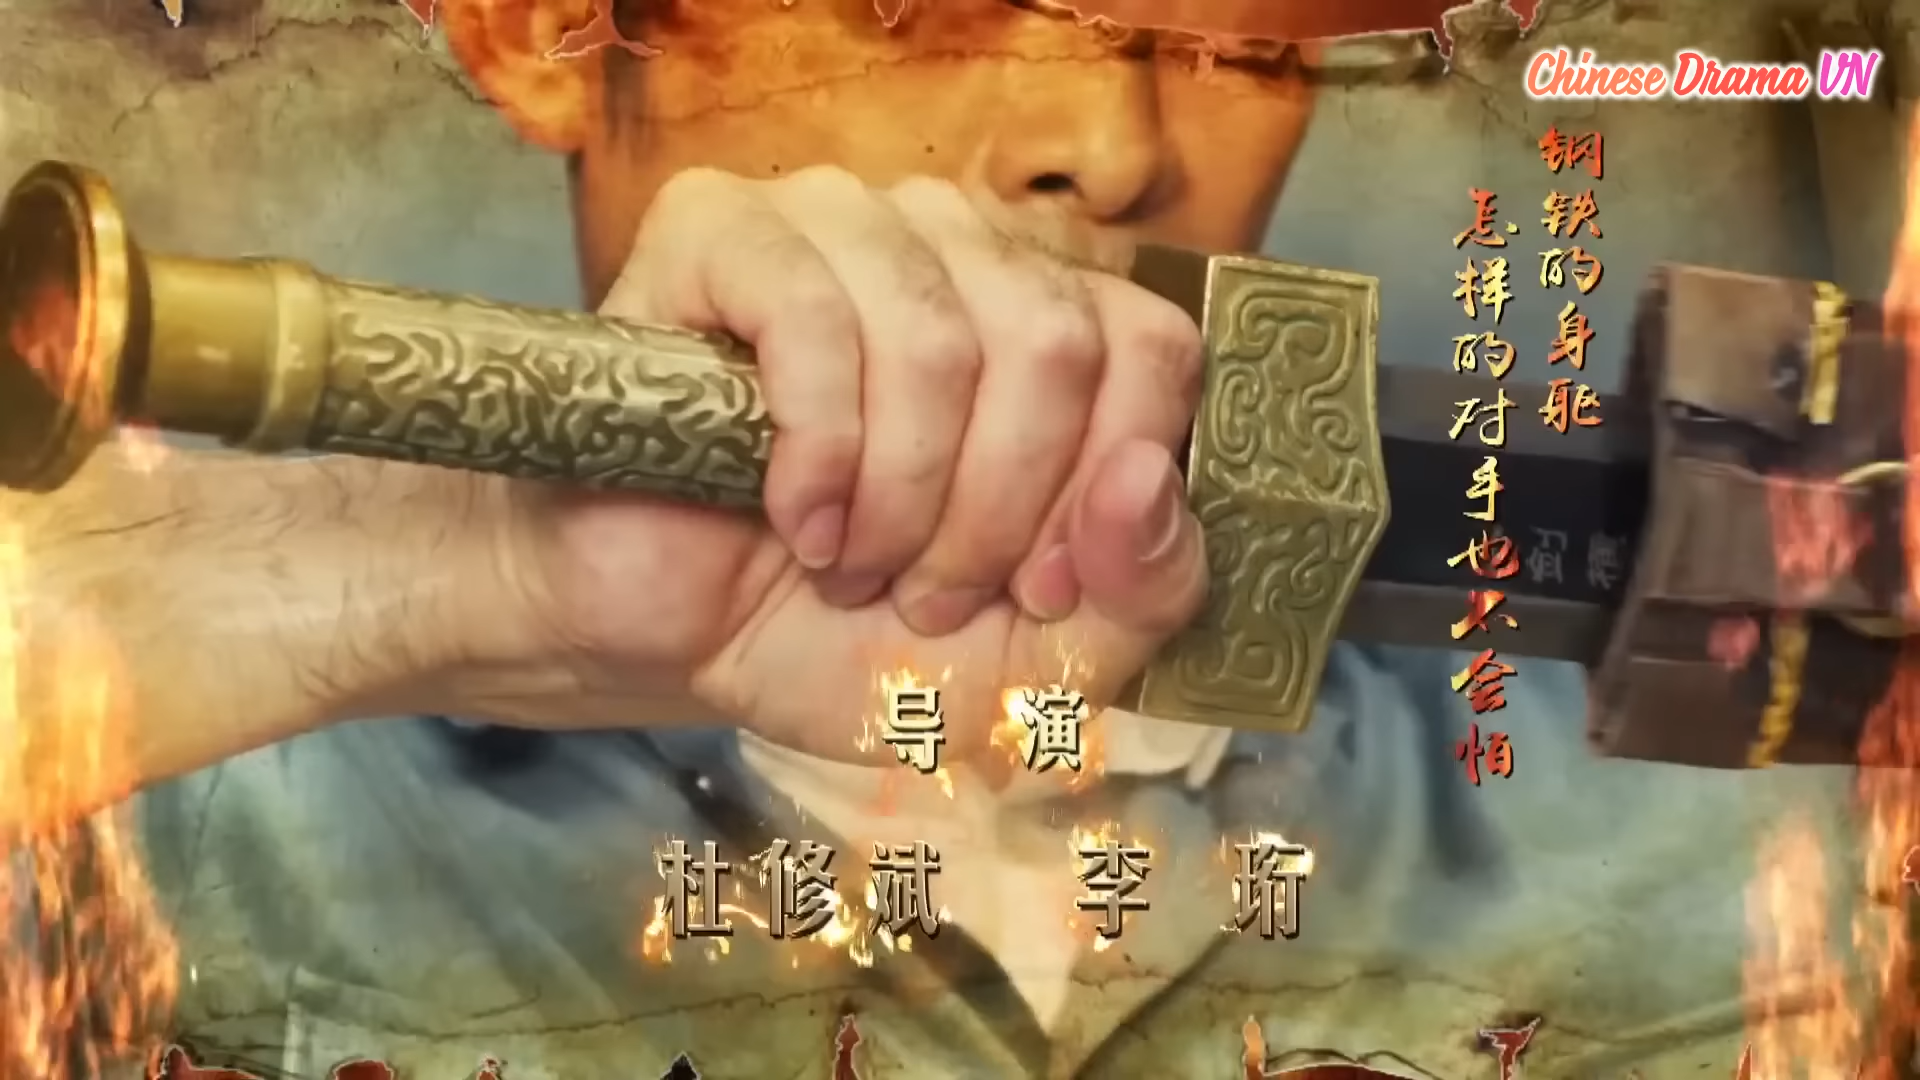 Chinese Drama VN
钢铁的身躯
怎样的对手也不会怕
导演
杜修斌 李珩